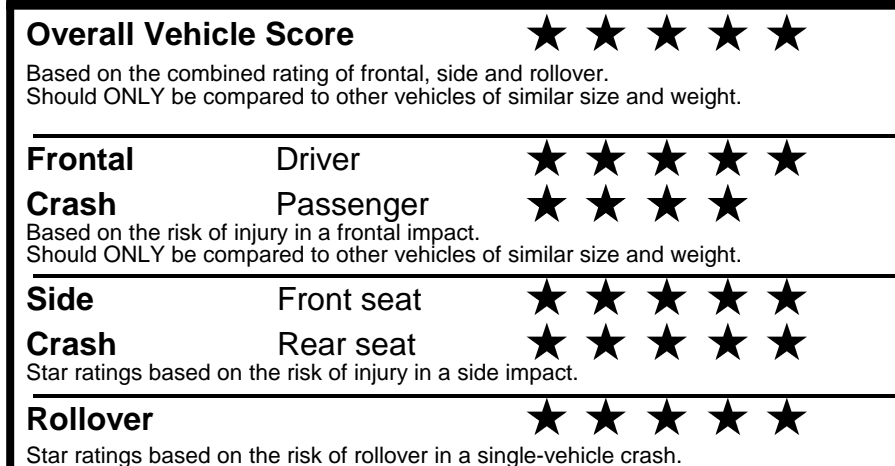 Overall Vehicle Score ★ ★ ★ ★ ★
Based on the combined rating of frontal, side and rollover.
Should ONLY be compared to other vehicles of similar size and weight.
Frontal Driver ★ ★ ★ ★ ★
Crash Passenger ★ ★ ★ ★
Based on the risk of injury in a frontal impact.
Should ONLY be compared to other vehicles of similar size and weight.
Side Front seat ★ ★ ★ ★ ★
Crash Rear seat ★ ★ ★ ★ ★
Star ratings based on the risk of injury in a side impact.
Rollover ★ ★ ★ ★ ★
Star ratings based on the risk of rollover in a single-vehicle crash.